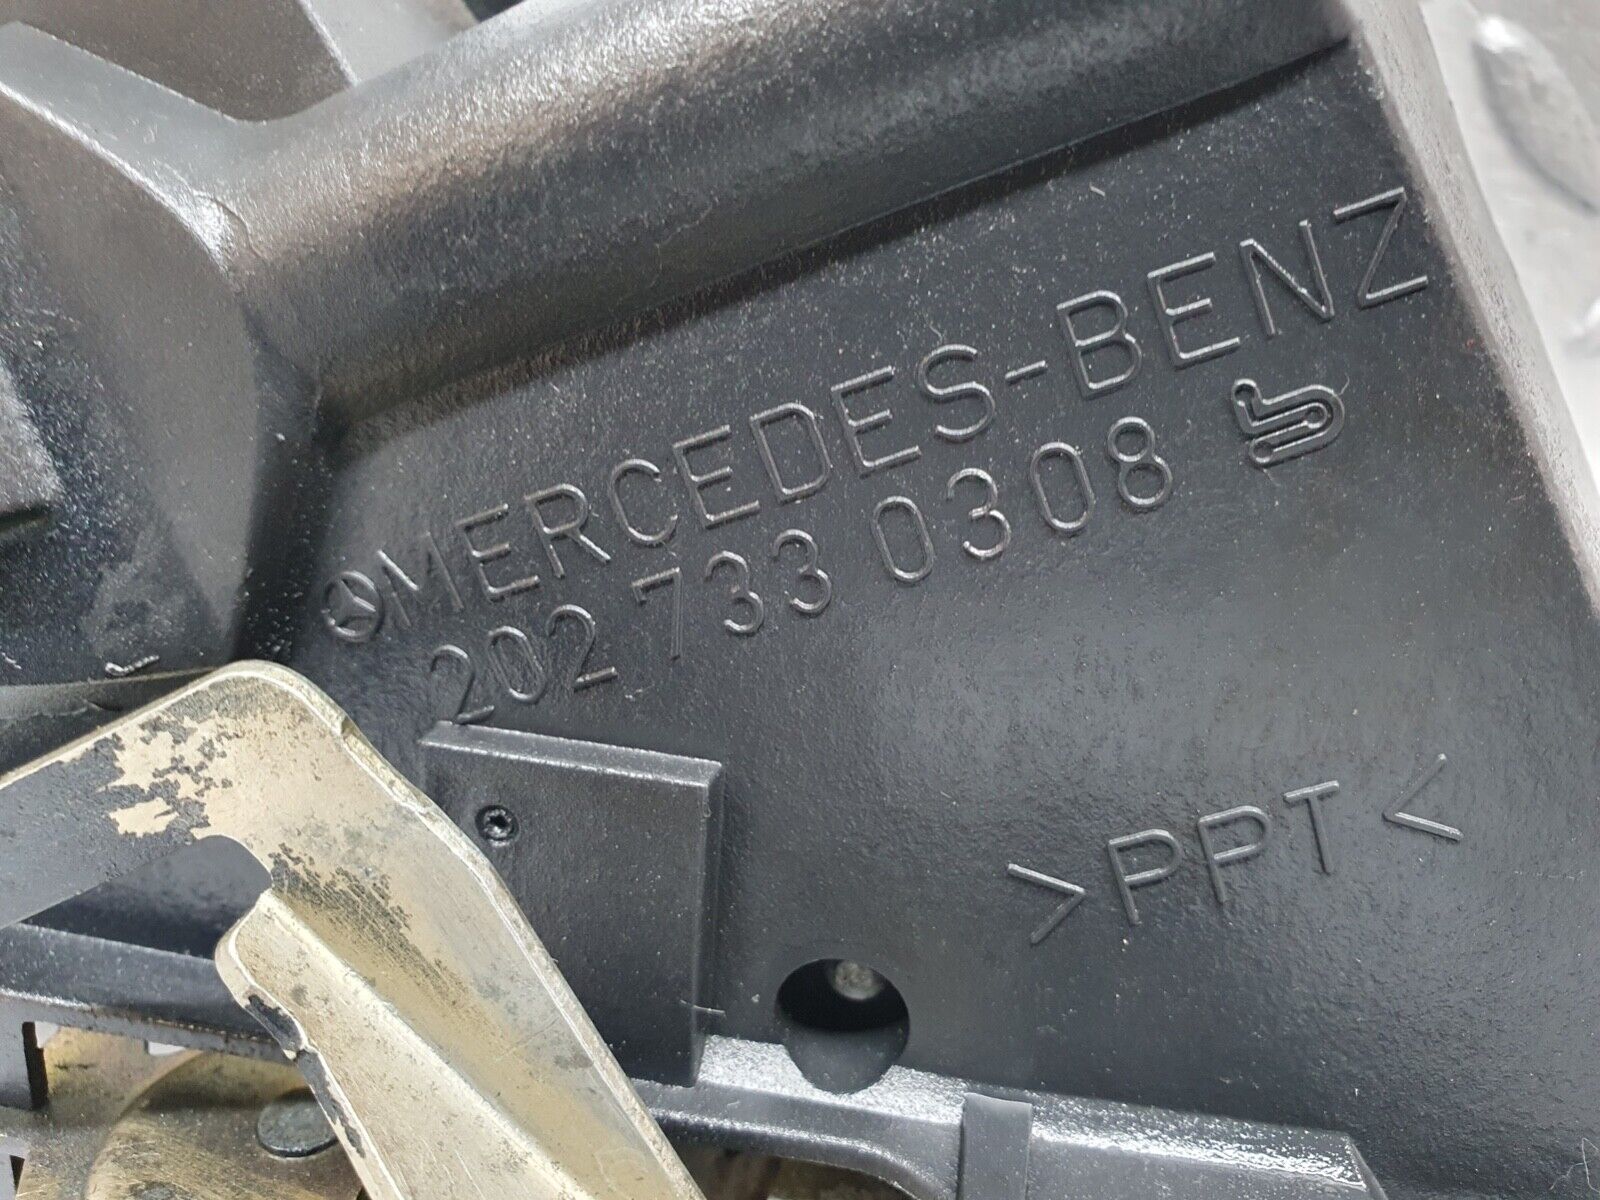 MERCEDES-BENZ
202 733 0308
>PPT<